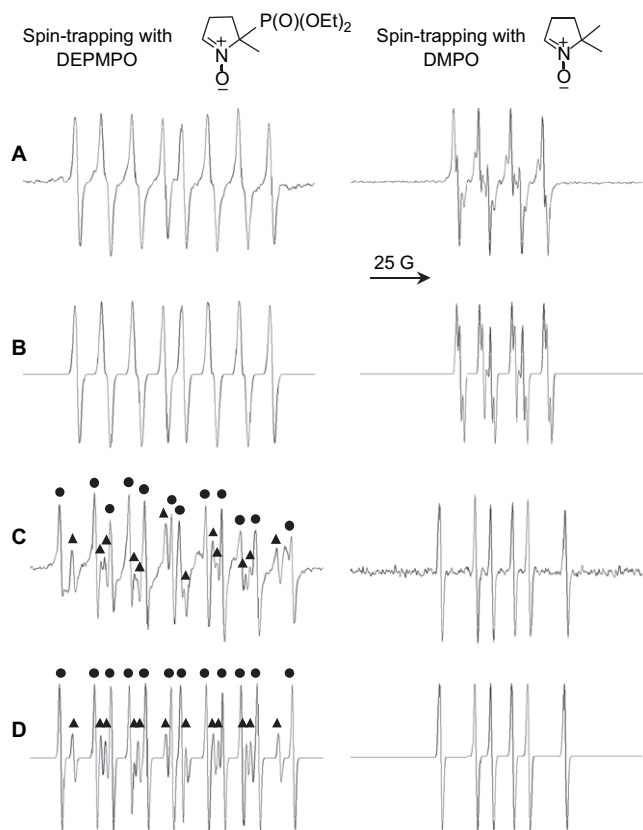 Spin-trapping with
DEPMPO
P(O)(OEt)2
+
N
O
–
Spin-trapping with
DMPO
+
N
O
–
A
25 G
B
C
D